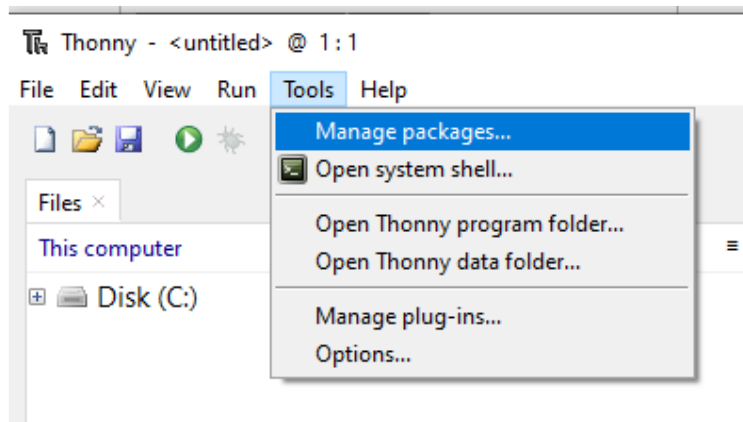 Thonny - <untitled> @ 1:1
File Edit View Run Tools Help
Manage packages...
Open system shell...
Open Thonny program folder...
Open Thonny data folder...
Manage plug-ins...
Options...
Files
This computer
Disk (C:)